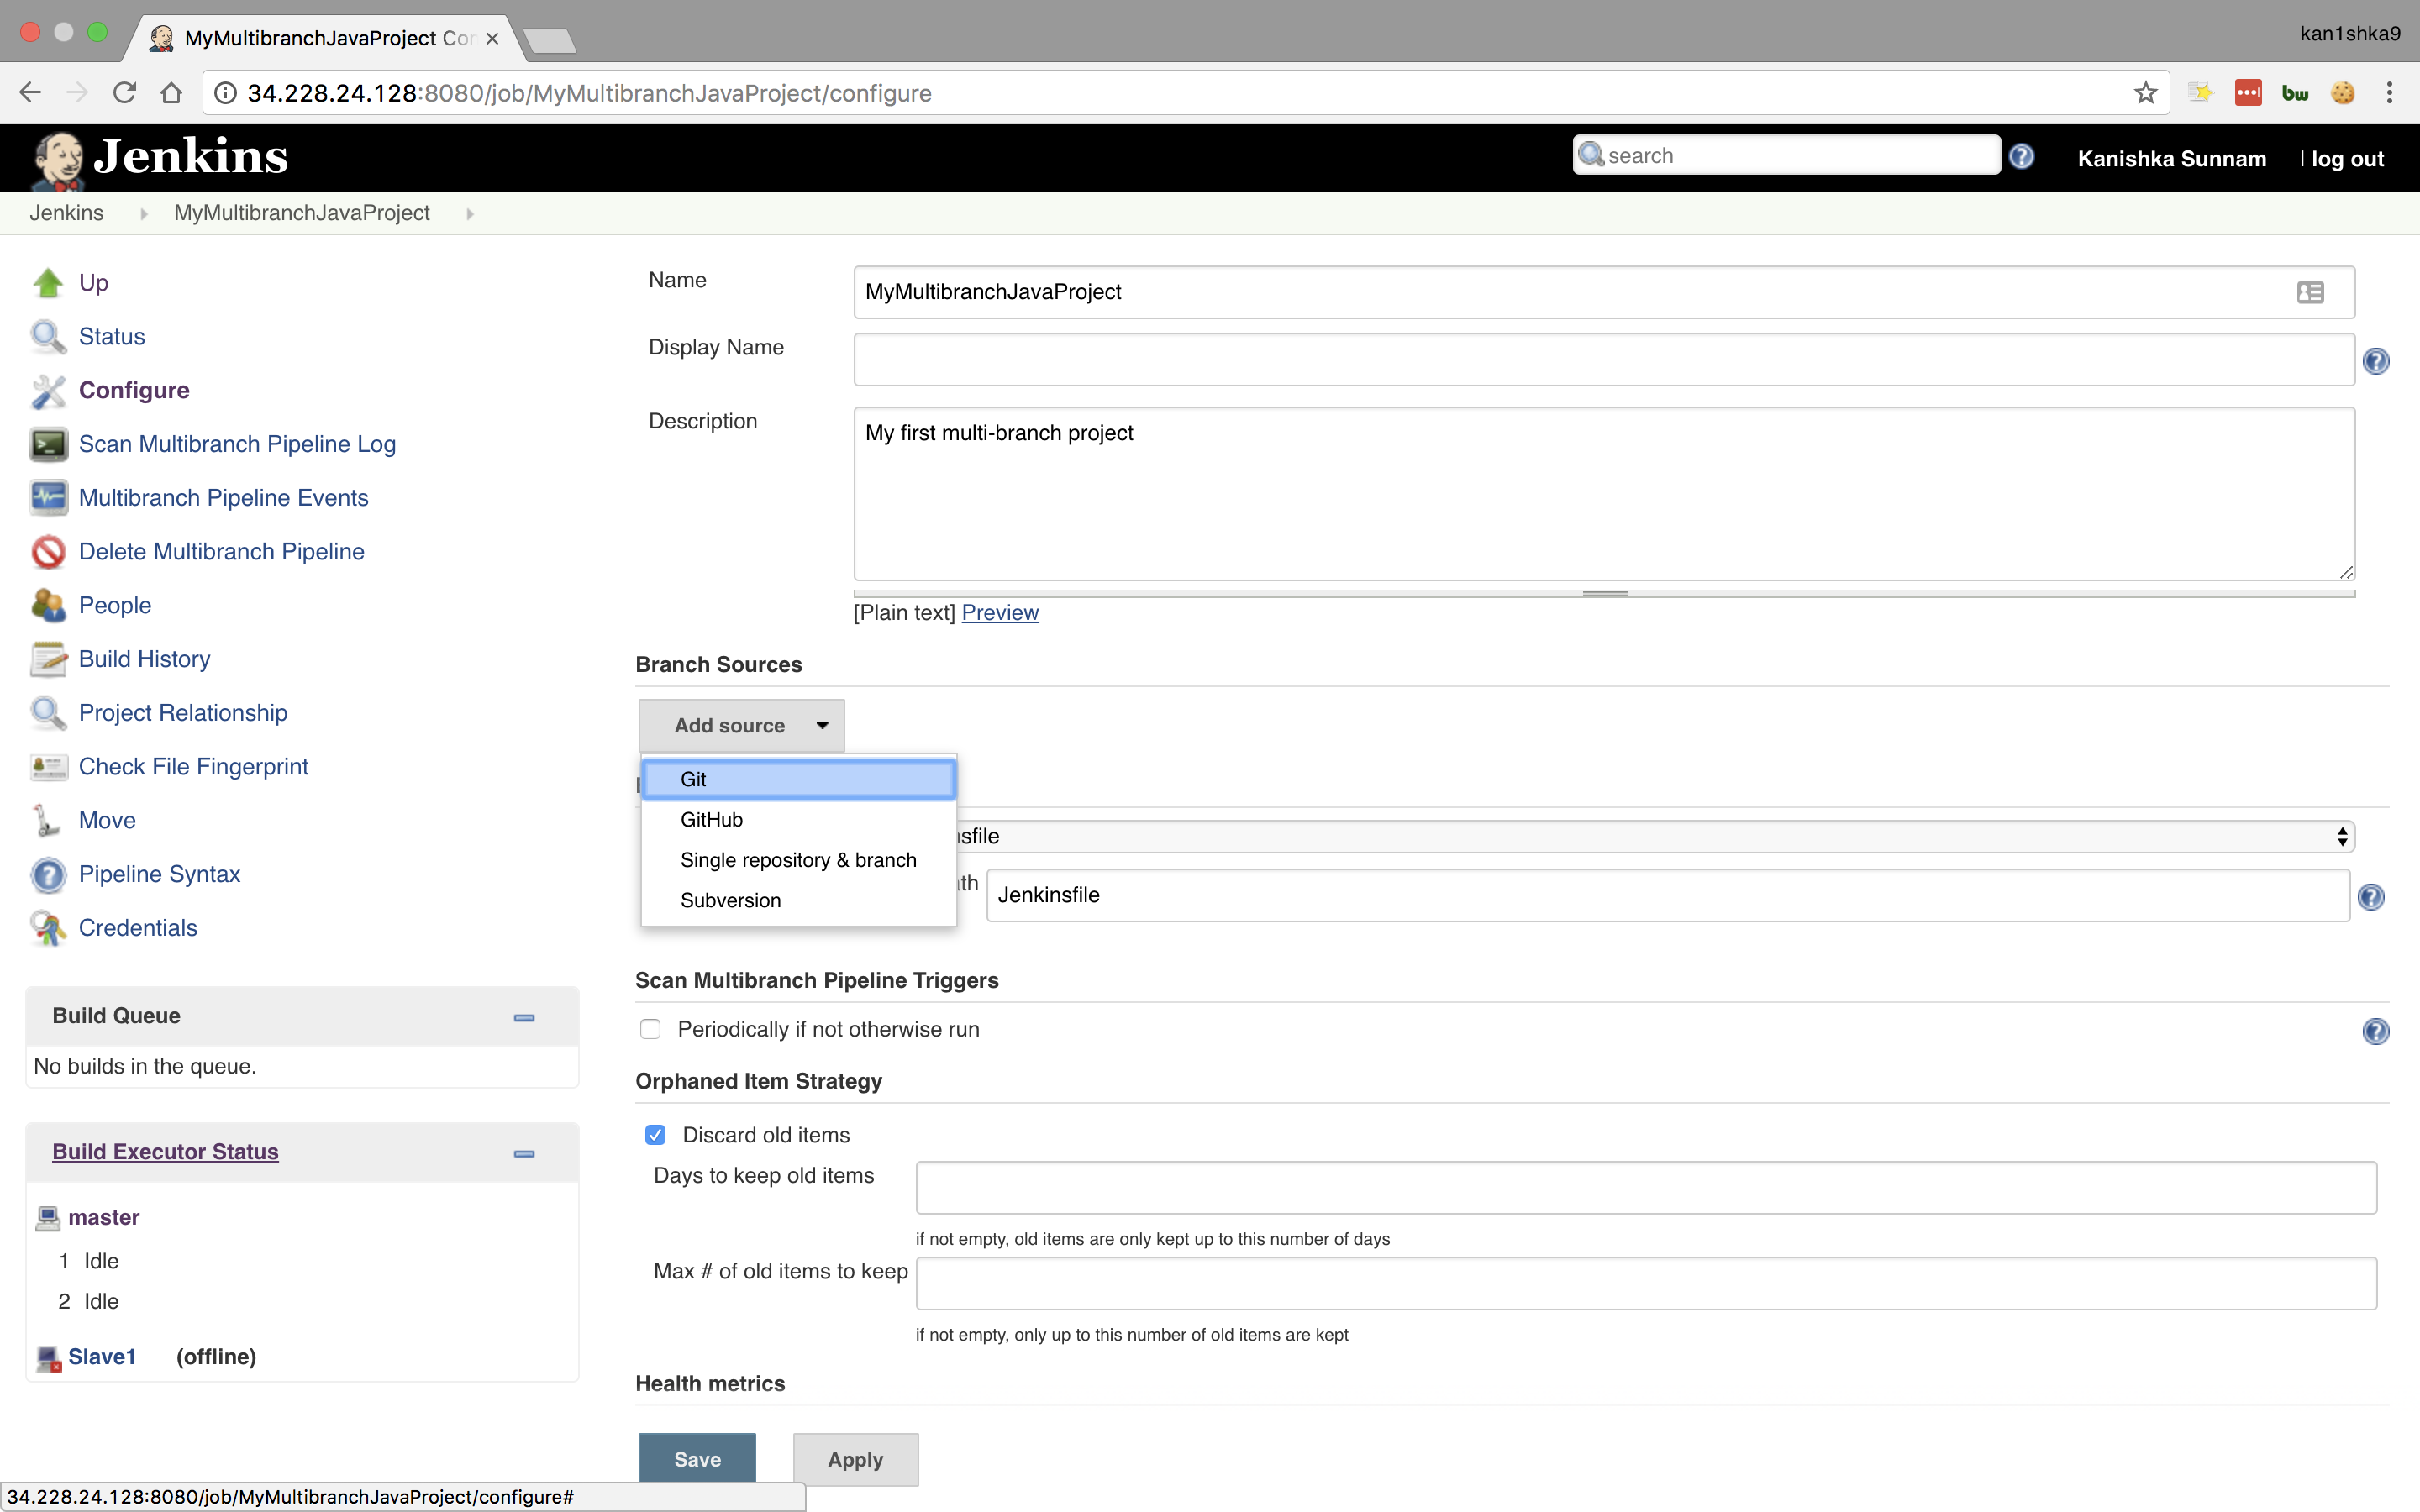 MyMultibranchJavaProject Con
kan1shka9
34.228.24.128:8080/job/MyMultibranchJavaProject/configure
bw
Jenkins
search
Kanishka Sunnam
| log out
Jenkins
MyMultibranchJavaProject
Up
Status
Configure
Scan Multibranch Pipeline Log
Multibranch Pipeline Events
Delete Multibranch Pipeline
People
Build History
Project Relationship
Check File Fingerprint
Move
Pipeline Syntax
Credentials
Build Queue
No builds in the queue.
Build Executor Status
master
1 Idle
2 Idle
Slave1 (offline)
Name
MyMultibranchJavaProject
Display Name
Description
My first multi-branch project
[Plain text] Preview
Branch Sources
Add source
Git
GitHub
Single repository & branch
Subversion
sfile
th
Jenkinsfile
Scan Multibranch Pipeline Triggers
Periodically if not otherwise run
Orphaned Item Strategy
Discard old items
Days to keep old items
if not empty, old items are only kept up to this number of days
Max # of old items to keep
if not empty, only up to this number of old items are kept
Health metrics
Save
Apply
34.228.24.128:8080/job/MyMultibranchJavaProject/configure#